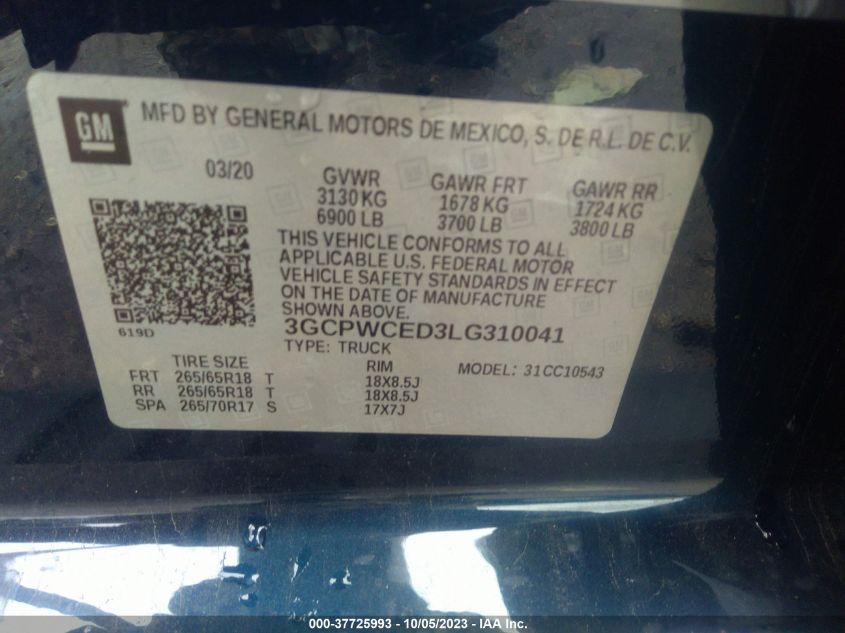 GM
MFD BY GENERAL MOTORS DE MEXICO, S. DE R.L. DE C.V.
03/20 GVWR GAWR FRT GAWR RR
3130 KG 1678 KG 1724 KG
6900 LB 3700 LB 3800 LB
THIS VEHICLE CONFORMS TO ALL
APPLICABLE U.S. FEDERAL MOTOR
VEHICLE SAFETY STANDARDS IN EFFECT
ON THE DATE OF MANUFACTURE
SHOWN ABOVE.
619D 3GCPWCED3LG310041
TYPE: TRUCK
TIRE SIZE RIM MODEL: 31CC10543
FRT 265/65R18 T 18X8.5J
RR 265/65R18 T 18X8.5J
SPA 265/70R17 S 17X7J
000-37725993 - 10/05/2023 - IAA Inc.